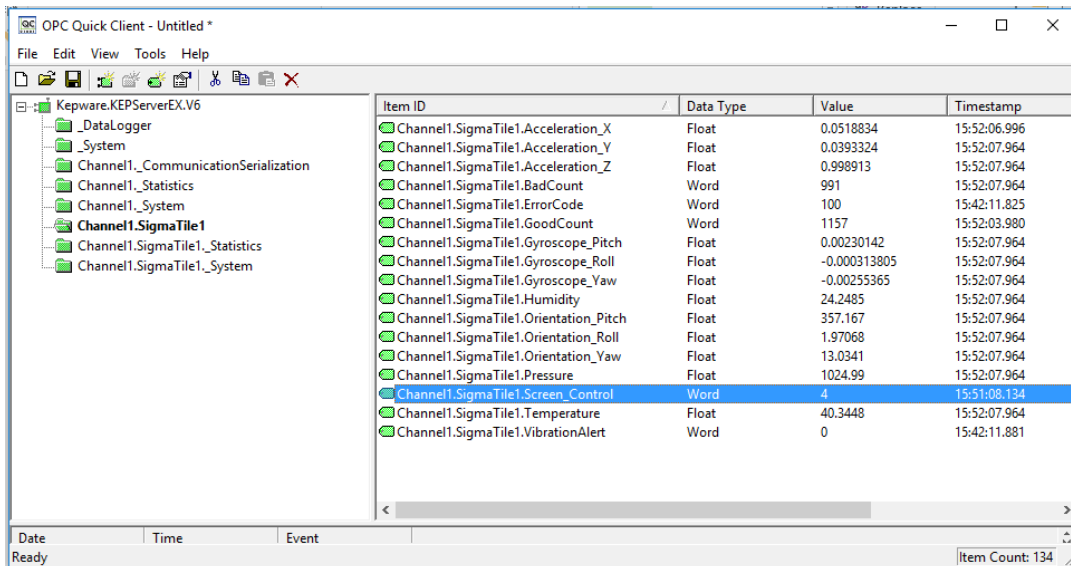 OPC Quick Client - Untitled *
File Edit View Tools Help
Kepware.KEPServerEX.V6
_DataLogger
_System
Channel1._CommunicationSerialization
Channel1._Statistics
Channel1._System
Channel1.SigmaTile1
Channel1.SigmaTile1._Statistics
Channel1.SigmaTile1._System
Item ID Data Type Value Timestamp
Channel1.SigmaTile1.Acceleration_X Float 0.0518834 15:52:06.996
Channel1.SigmaTile1.Acceleration_Y Float 0.0393324 15:52:07.964
Channel1.SigmaTile1.Acceleration_Z Float 0.998913 15:52:07.964
Channel1.SigmaTile1.BadCount Word 991 15:52:07.964
Channel1.SigmaTile1.ErrorCode Word 100 15:42:11.825
Channel1.SigmaTile1.GoodCount Word 1157 15:52:03.980
Channel1.SigmaTile1.Gyroscope_Pitch Float 0.00230142 15:52:07.964
Channel1.SigmaTile1.Gyroscope_Roll Float -0.000313805 15:52:07.964
Channel1.SigmaTile1.Gyroscope_Yaw Float -0.00255365 15:52:07.964
Channel1.SigmaTile1.Humidity Float 24.2485 15:52:07.964
Channel1.SigmaTile1.Orientation_Pitch Float 357.167 15:52:07.964
Channel1.SigmaTile1.Orientation_Roll Float 1.97068 15:52:07.964
Channel1.SigmaTile1.Orientation_Yaw Float 13.0341 15:52:07.964
Channel1.SigmaTile1.Pressure Float 1024.99 15:52:07.964
Channel1.SigmaTile1.Screen_Control Word 4 15:51:08.134
Channel1.SigmaTile1.Temperature Float 40.3448 15:52:07.964
Channel1.SigmaTile1.VibrationAlert Word 0 15:42:11.881
Date Time Event
Ready Item Count: 134